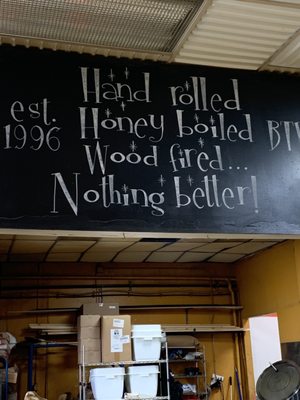 Hand rolled
est.
1996
Honey boiled
Wood fired...
Nothing better!